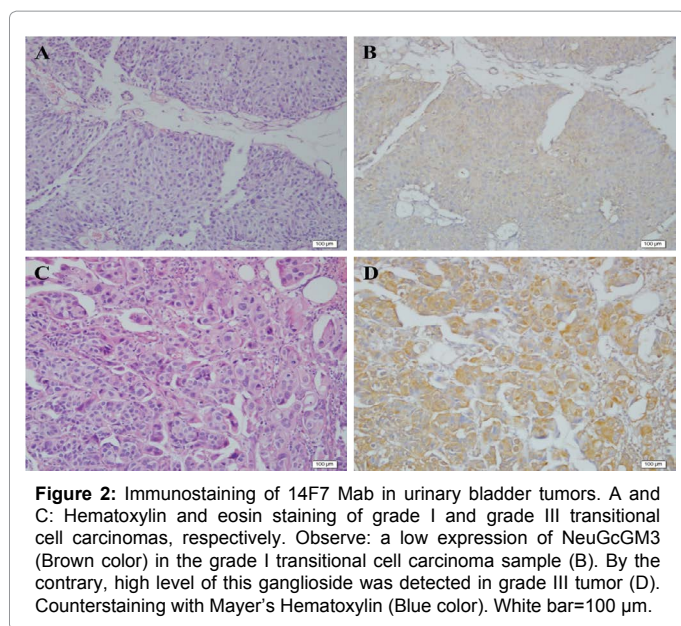 A
B
100 µm
100 µm
C
D
100 µm
100 µm
Figure 2: Immunostaining of 14F7 Mab in urinary bladder tumors. A and
C: Hematoxylin and eosin staining of grade I and grade III transitional
cell carcinomas, respectively. Observe: a low expression of NeuGcGM3
(Brown color) in the grade I transitional cell carcinoma sample (B). By the
contrary, high level of this ganglioside was detected in grade III tumor (D).
Counterstaining with Mayer’s Hematoxylin (Blue color). White bar=100 µm.